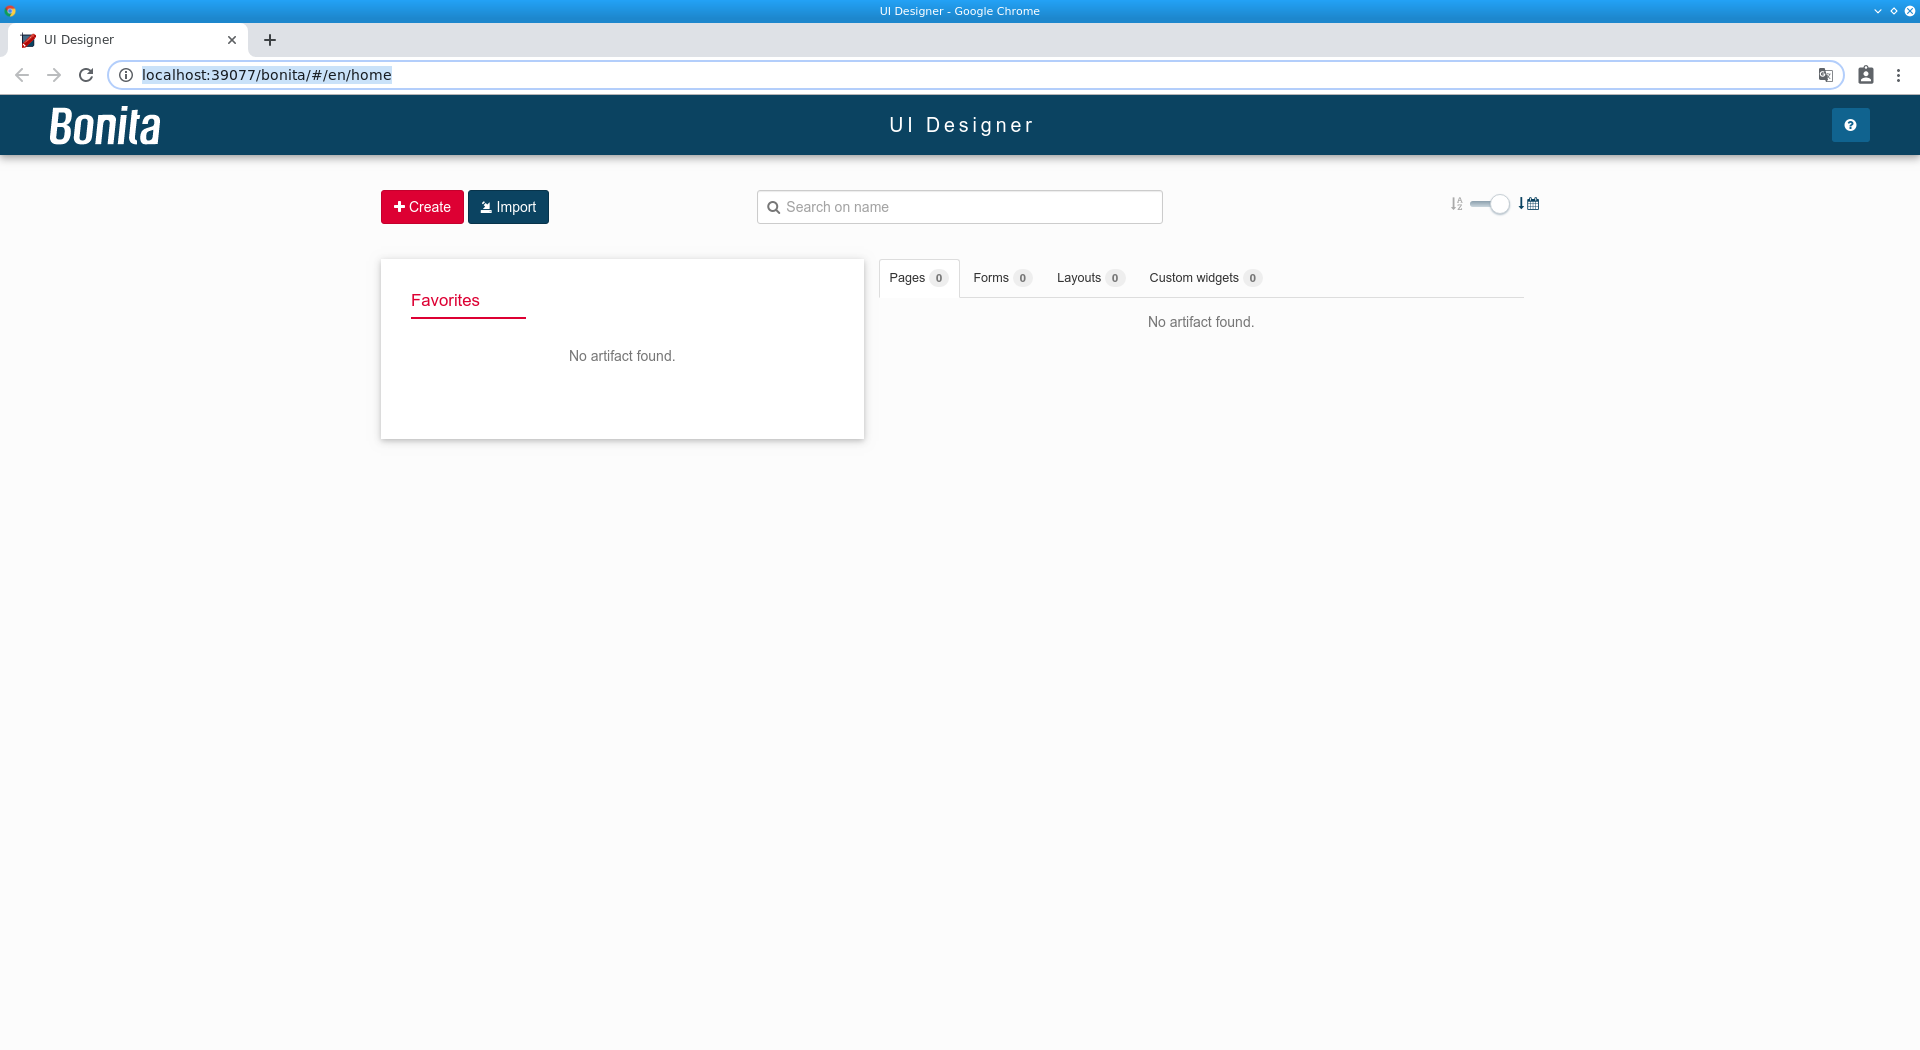 UI Designer - Google Chrome
UI Designer
localhost:39077/bonita/#/en/home
Bonita
UI Designer
Create
Import
Search on name
Favorites
No artifact found.
Pages 0
Forms 0
Layouts 0
Custom widgets 0
No artifact found.